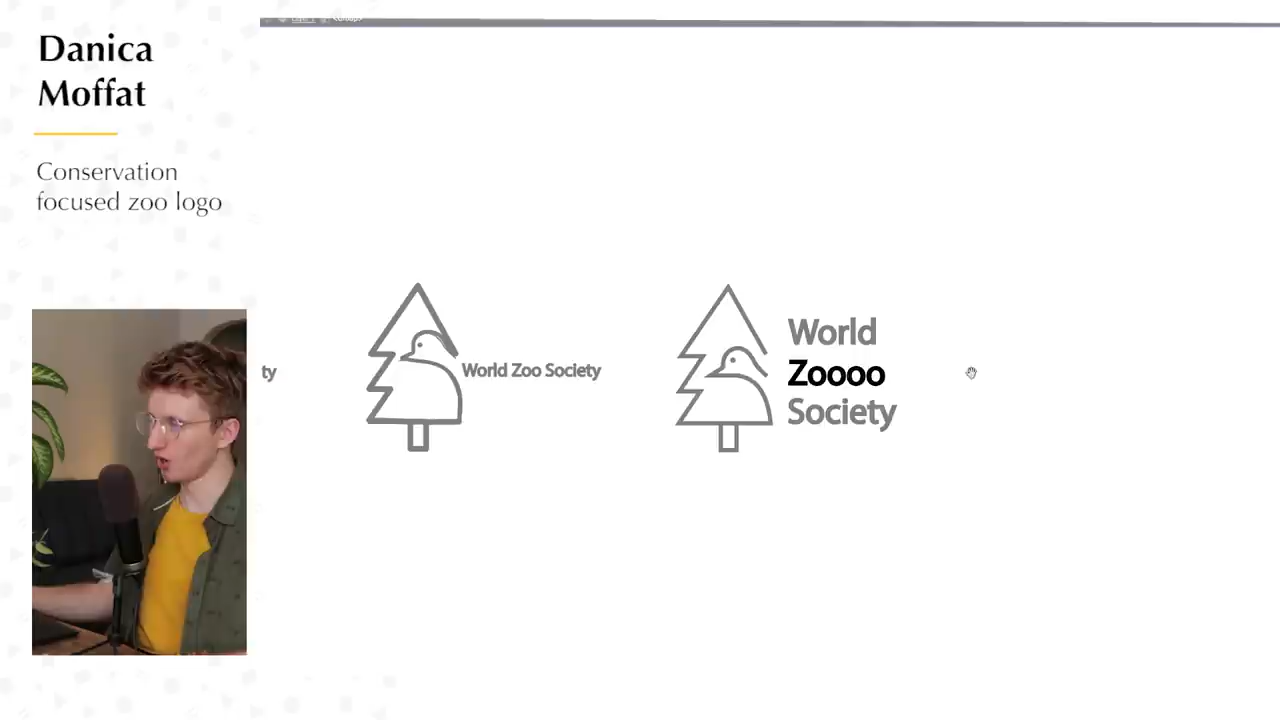 Danica
Moffat
Conservation
focused zoo logo
ty
World Zoo Society
World
Zoooo
Society